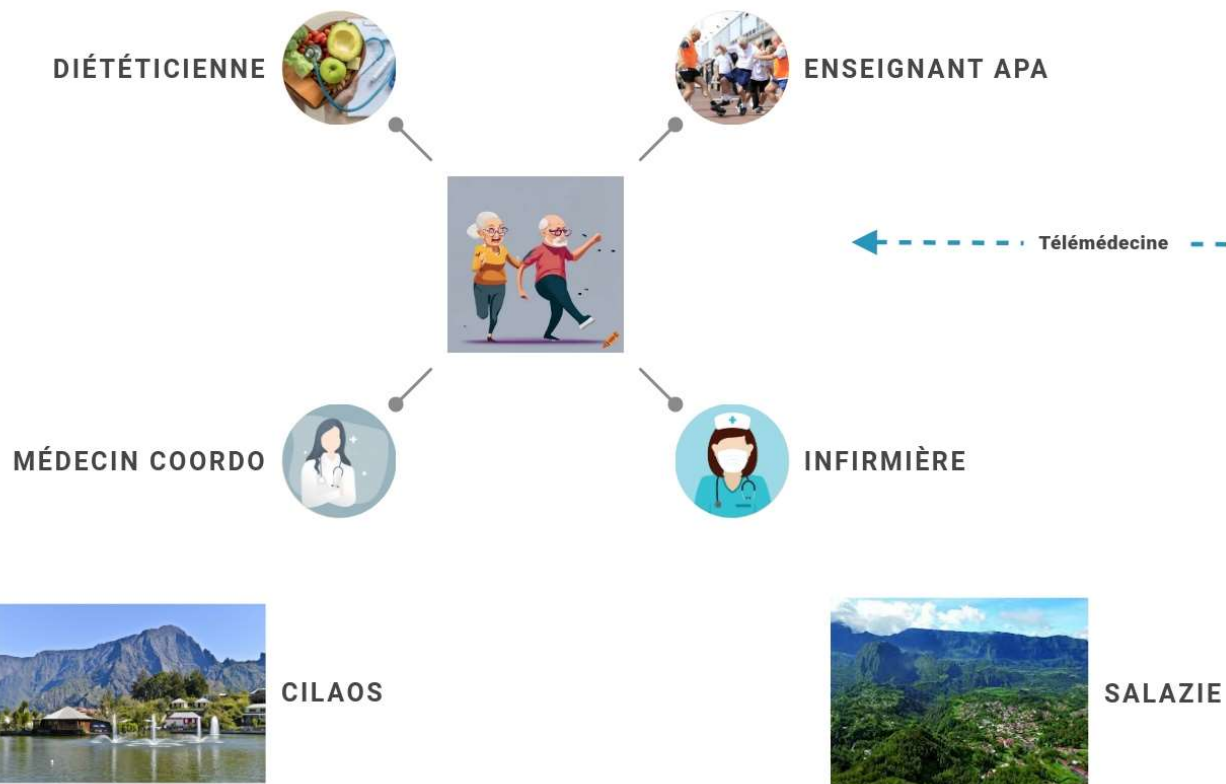 DIÉTÉTICIENNE
ENSEIGNANT APA
Télémédecine
MÉDECIN COORDO
INFIRMIÈRE
CILAOS
SALAZIE